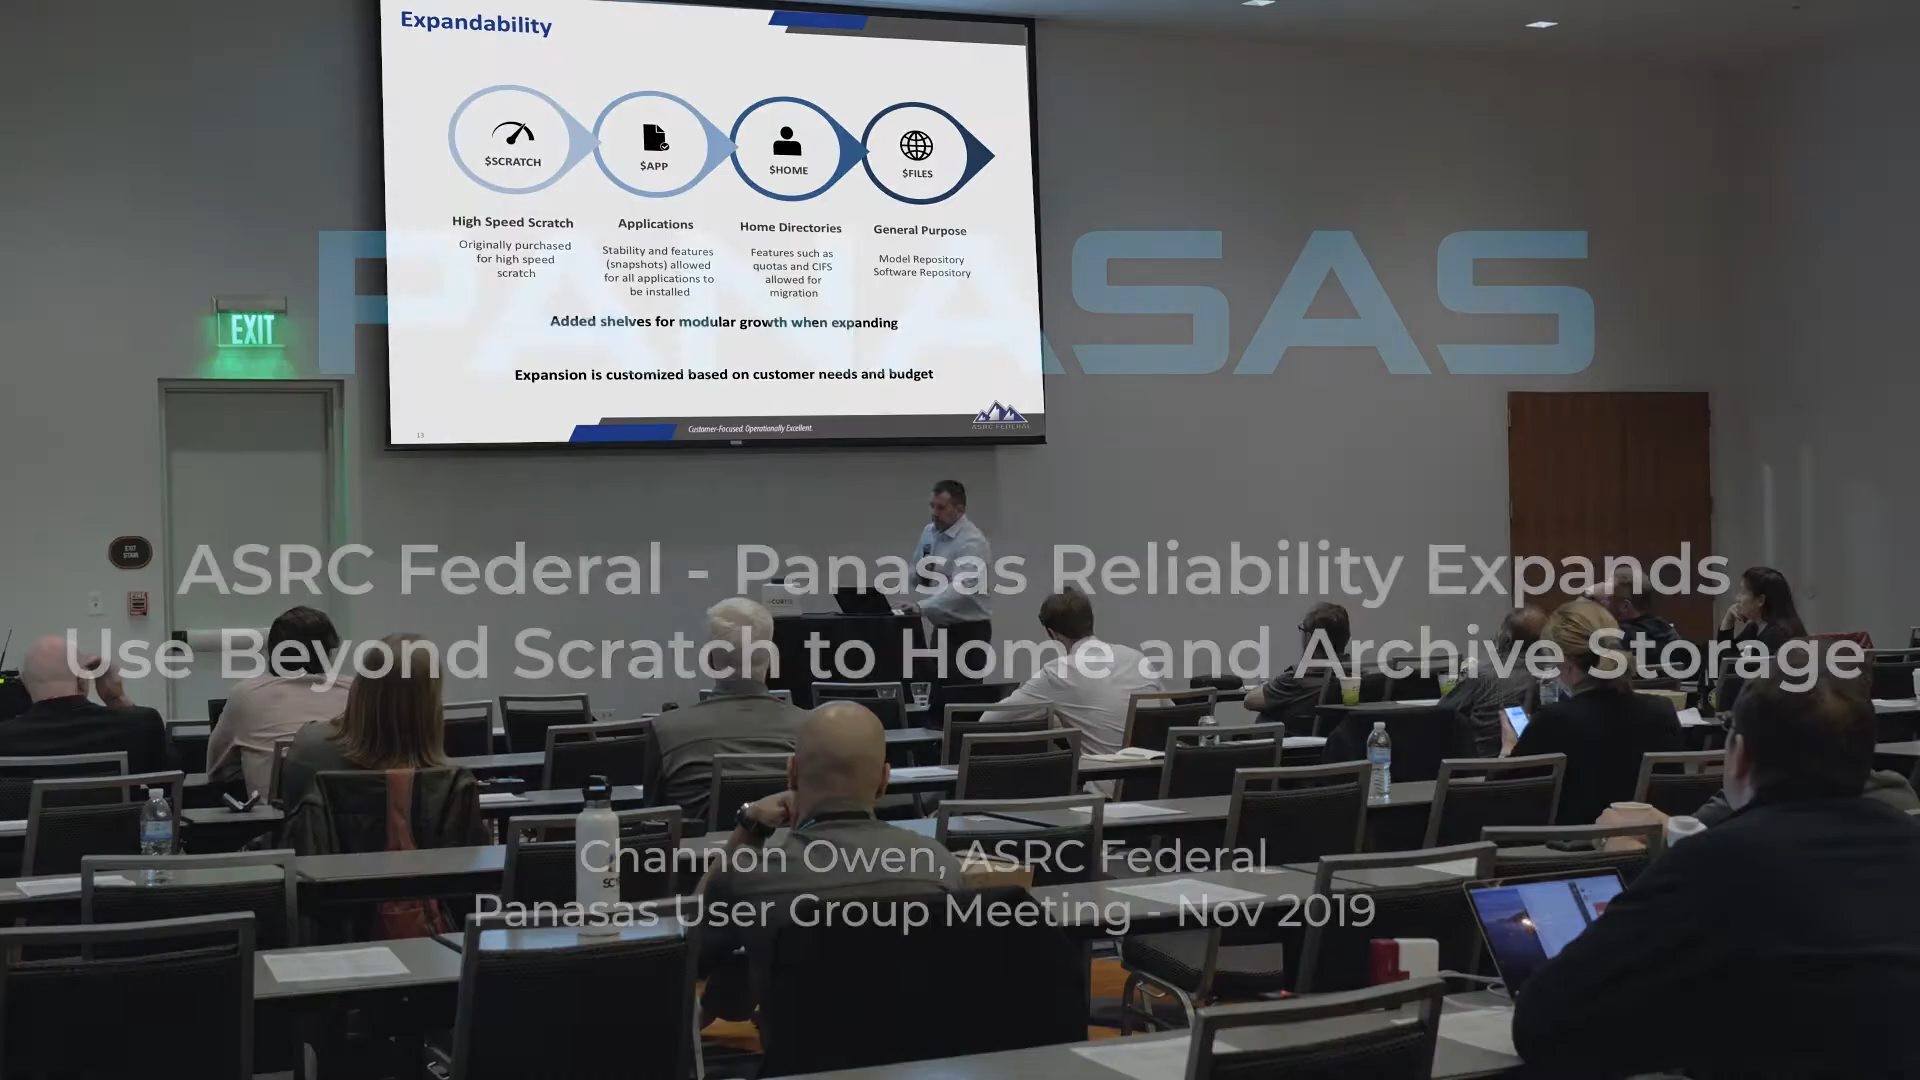 Expandability
$SCRATCH
$APP
$HOME
$FILES
High Speed Scratch
Originally purchased
for high speed
scratch
Applications
Stability and features
(snapshots) allowed
for all applications to
be installed
Home Directories
Features such as
quotas and CIFS
allowed for
migration
General Purpose
Model Repository
Software Repository
Added shelves for modular growth when expanding
Expansion is customized based on customer needs and budget
13
Customer-Focused. Operationally Excellent.
ASRC FEDERAL
PANASAS
EXIT
EXIT
STAIR
ASRC Federal - Panasas Reliability Expands
Use Beyond Scratch to Home and Archive Storage
Channon Owen, ASRC Federal
Panasas User Group Meeting - Nov 2019